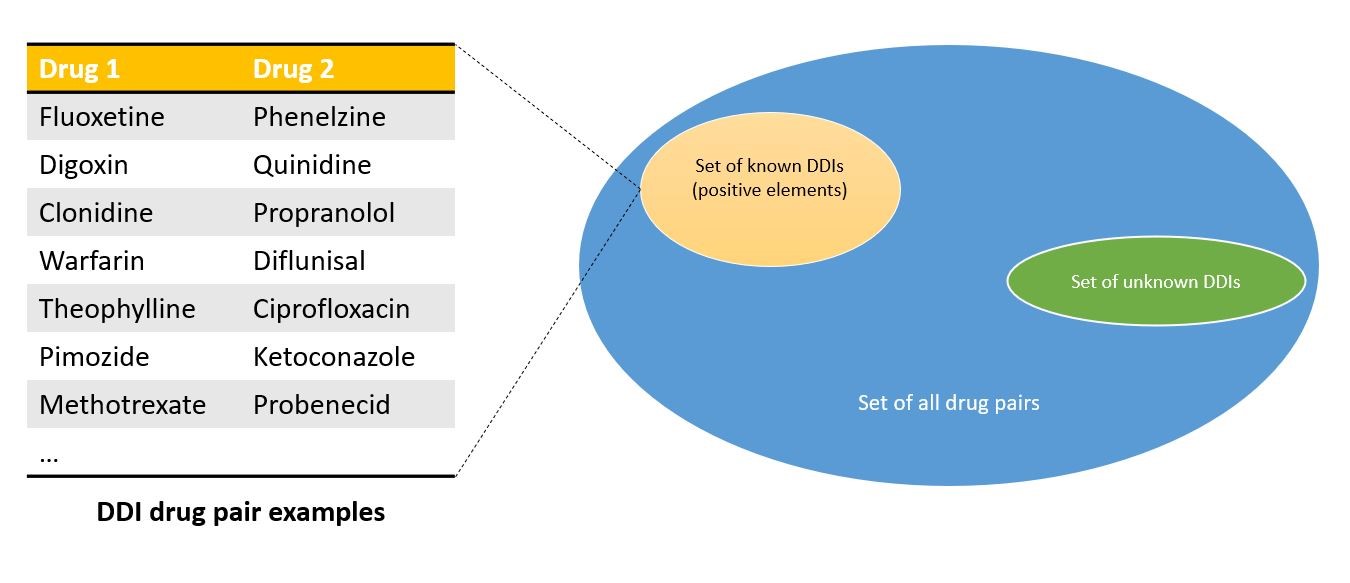 Drug 1 Drug 2
Fluoxetine Phenelzine
Digoxin Quinidine
Clonidine Propranolol
Warfarin Diflunisal
Theophylline Ciprofloxacin
Pimozide Ketoconazole
Methotrexate Probenecid
...
DDI drug pair examples
Set of known DDIs
(positive elements)
Set of unknown DDIs
Set of all drug pairs